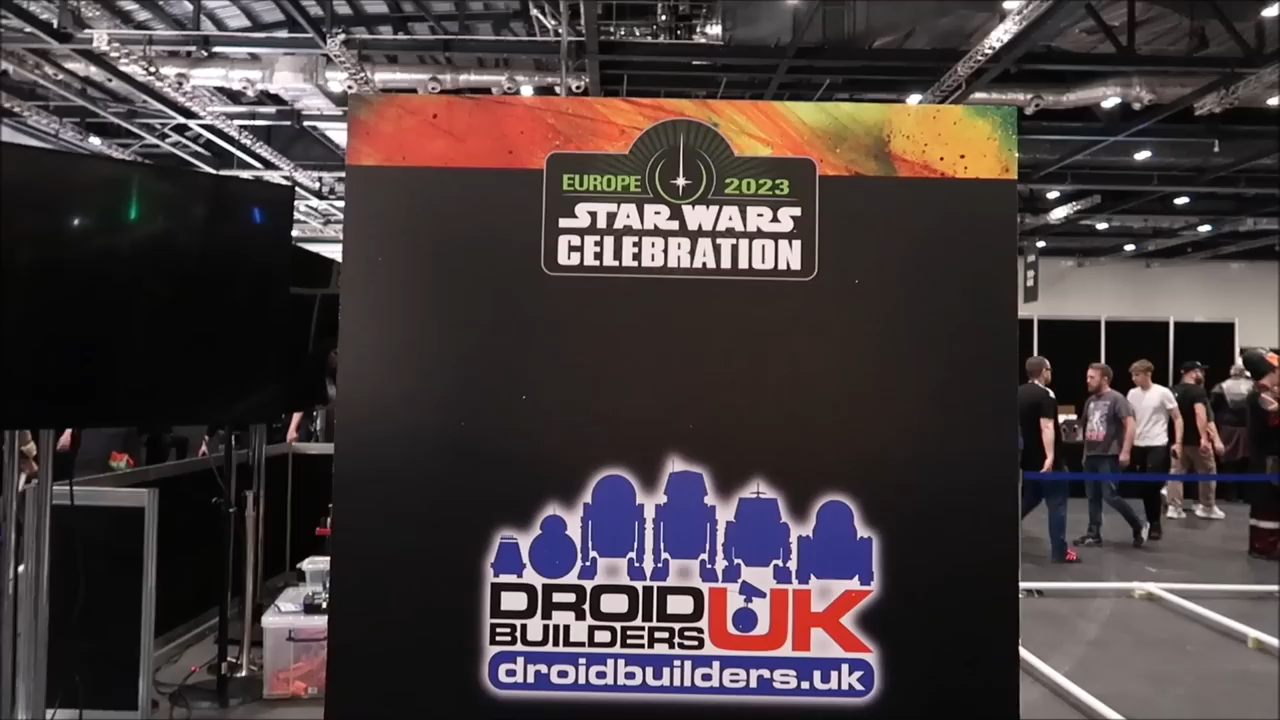 EUROPE 2023
STAR WARS
CELEBRATION
DROID UK
BUILDERS
droidbuilders.uk